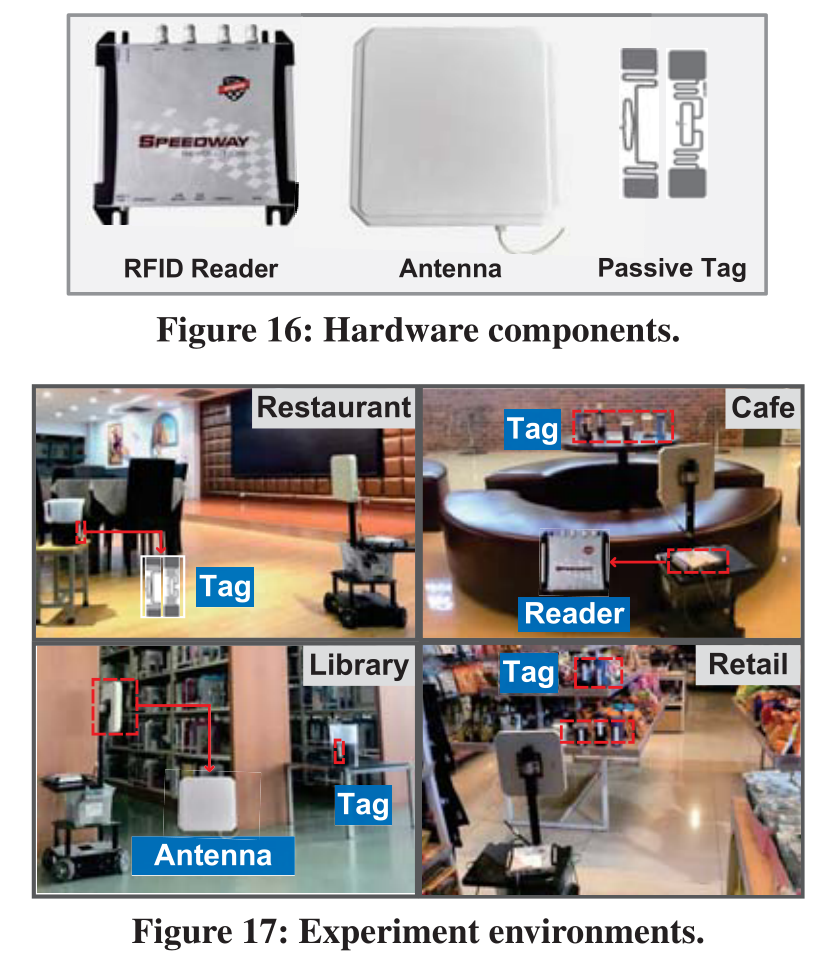 SPEEDWAY
RFID Reader
Antenna
Passive Tag
Figure 16: Hardware components.
Restaurant
Tag
Cafe
Tag
SPEEDWAY
Reader
Library
Tag
Antenna
Retail
Tag
Figure 17: Experiment environments.